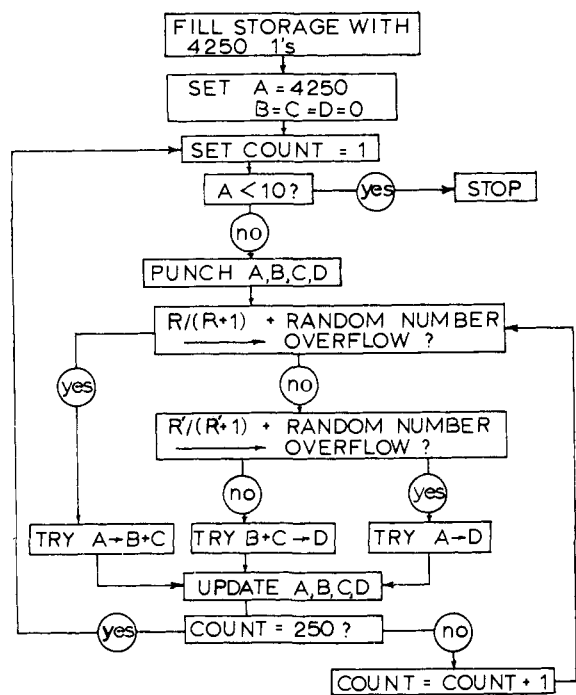 FILL STORAGE WITH
4250 1's
SET A=4250
B=C=D=0
SET COUNT = 1
A<10?
yes
STOP
no
PUNCH A,B,C,D
R/(R+1) + RANDOM NUMBER
OVERFLOW ?
yes
no
R'/(R'+1) + RANDOM NUMBER
OVERFLOW ?
no
yes
TRY A→B+C
TRY B+C→D
TRY A→D
UPDATE A,B,C,D
yes
COUNT = 250 ?
no
COUNT = COUNT + 1